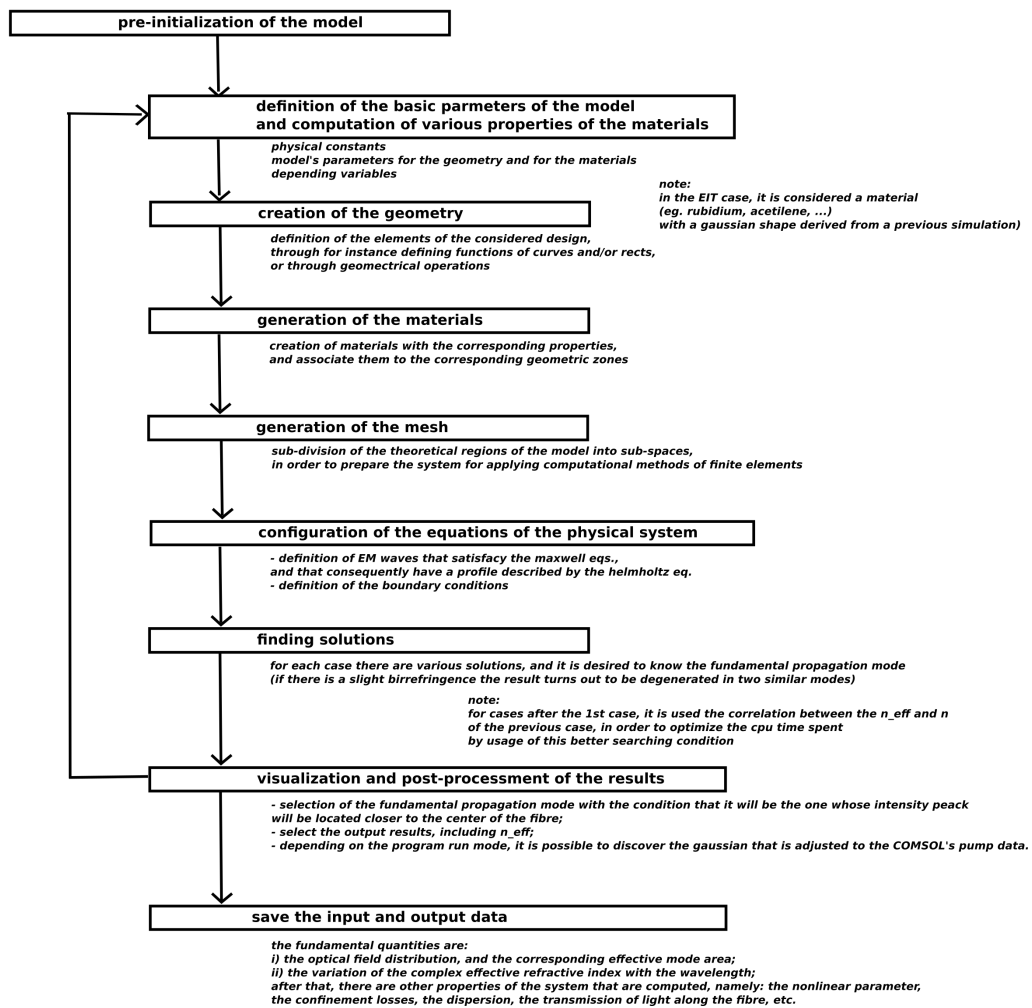 pre-initialization of the model
definition of the basic parmeters of the model
and computation of various properties of the materials
physical constants
model's parameters for the geometry and for the materials
depending variables
note:
in the EIT case, it is considered a material
(eg. rubidium, acetilene, ...)
with a gaussian shape derived from a previous simulation)
creation of the geometry
definition of the elements of the considered design,
through for instance defining functions of curves and/or rects,
or through geomectrical operations
generation of the materials
creation of materials with the corresponding properties,
and associate them to the corresponding geometric zones
generation of the mesh
sub-division of the theoretical regions of the model into sub-spaces,
in order to prepare the system for applying computational methods of finite elements
configuration of the equations of the physical system
- definition of EM waves that satisfacy the maxwell eqs.,
and that consequently have a profile described by the helmholtz eq.
- definition of the boundary conditions
finding solutions
for each case there are various solutions, and it is desired to know the fundamental propagation mode
(if there is a slight birrefringence the result turns out to be degenerated in two similar modes)
note:
for cases after the 1st case, it is used the correlation between the n_eff and n
of the previous case, in order to optimize the cpu time spent
by usage of this better searching condition
visualization and post-processment of the results
- selection of the fundamental propagation mode with the condition that it will be the one whose intensity peack
will be located closer to the center of the fibre;
- select the output results, including n_eff;
- depending on the program run mode, it is possible to discover the gaussian that is adjusted to the COMSOL's pump data.
save the input and output data
the fundamental quantities are:
i) the optical field distribution, and the corresponding effective mode area;
ii) the variation of the complex effective refractive index with the wavelength;
after that, there are other properties of the system that are computed, namely: the nonlinear parameter,
the confinement losses, the dispersion, the transmission of light along the fibre, etc.